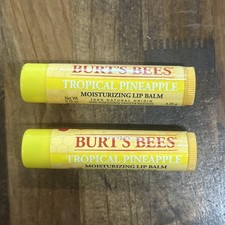 BURT'S BEES
TROPICAL PINEAPPLE
MOISTURIZING LIP BALM
100% NATURAL ORIGIN
BURT'S BEES
TROPICAL PINEAPPLE
MOISTURIZING LIP BALM